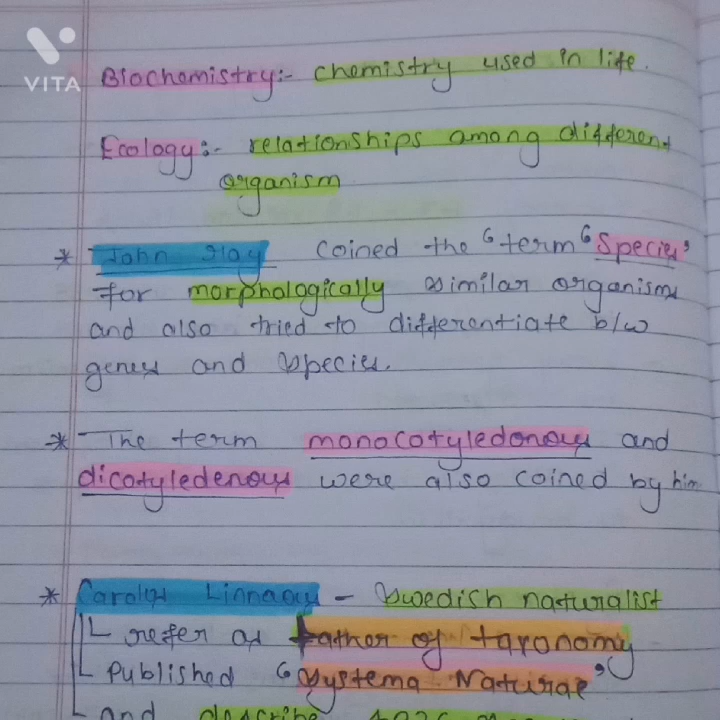 VITA
Biochemistry:- chemistry used in life.
Ecology:- relationships among different
organism
* John Ray coined the 'term 'Species'
for morphologically similar organisms
and also tried to differentiate b/w
genus and species.
* The term monocotyledonous and
dicotyledenous were also coined by him
* Carolus Linnaeus - Swedish naturalist
refer as father of taxonomy
Published 'Systema Naturae'
and describe